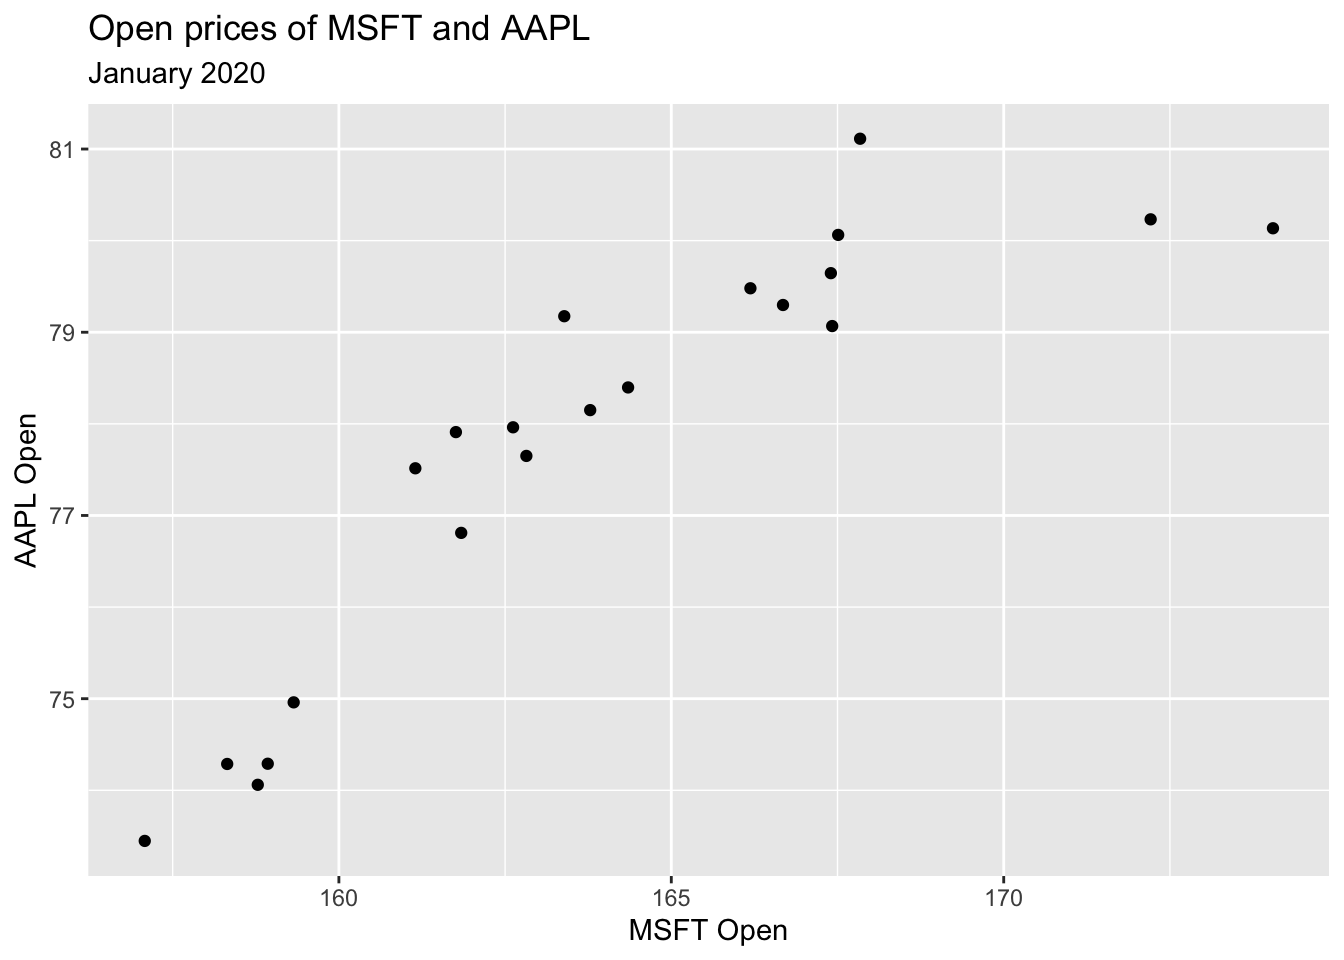 Open prices of MSFT and AAPL
January 2020
81
79
77
75
AAPL Open
160 165 170
MSFT Open